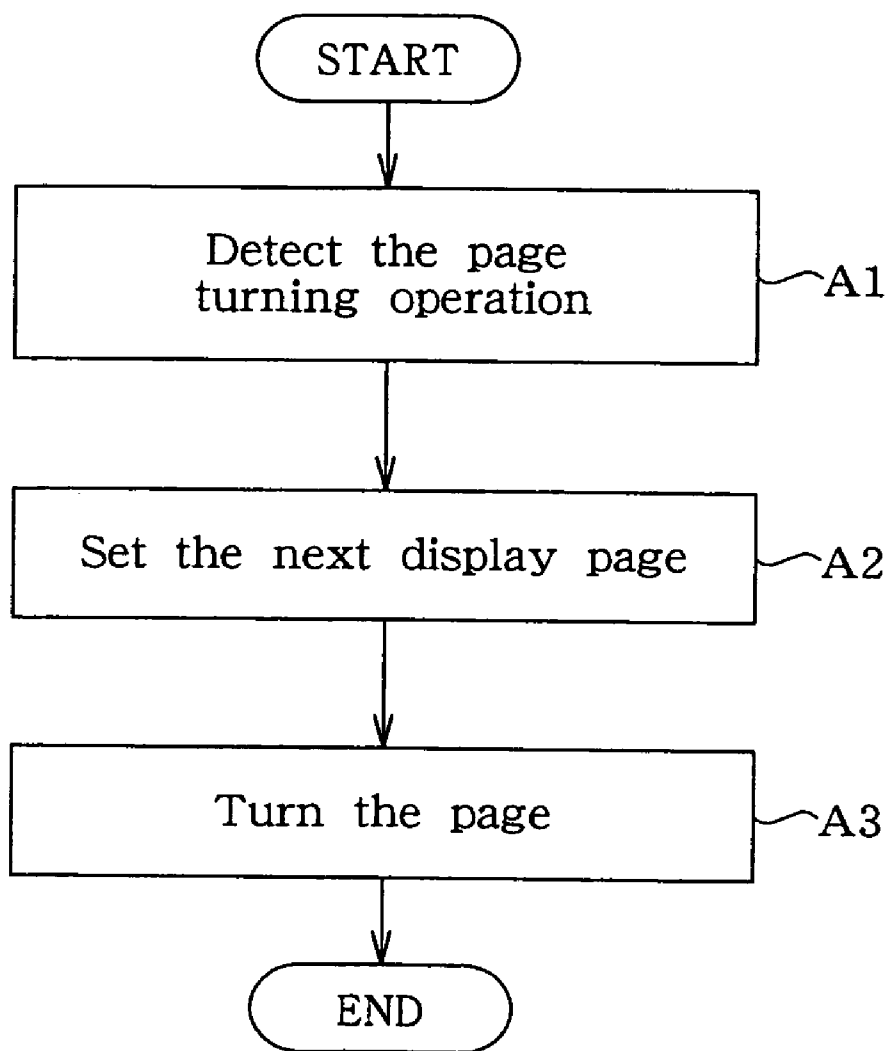 START
Detect the page
turning operation
A1
Set the next display page
A2
Turn the page
A3
END